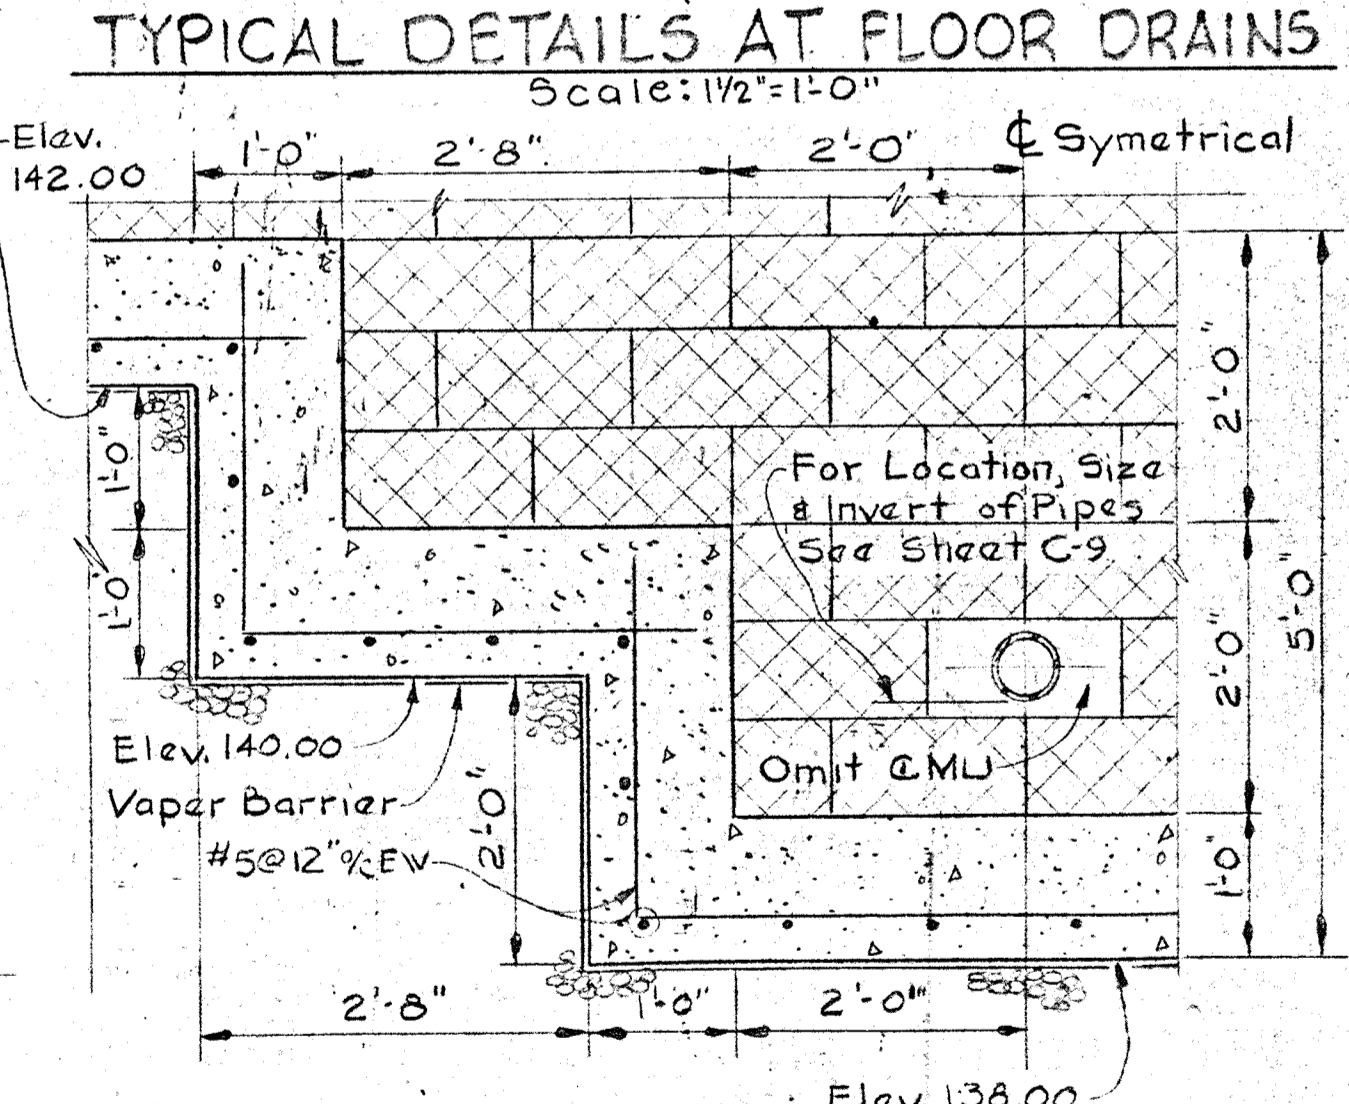 TYPICAL DETAILS AT FLOOR DRAINS
Scale: 1 1/2" = 1'-0"
Elev.
142.00
1'-0"
2'-8"
2'-0"
℄ Symetrical
1'-0"
1'-0"
For Location, Size
& Invert of Pipes
See Sheet C-9
2'-0"
2'-0"
5'-0"
1'-0"
Omit CMU
Elev. 140.00
Vaper Barrier
#5@12" %c EW
2'-0"
2'-8"
1'-0"
2'-0"
Elev. 138.00